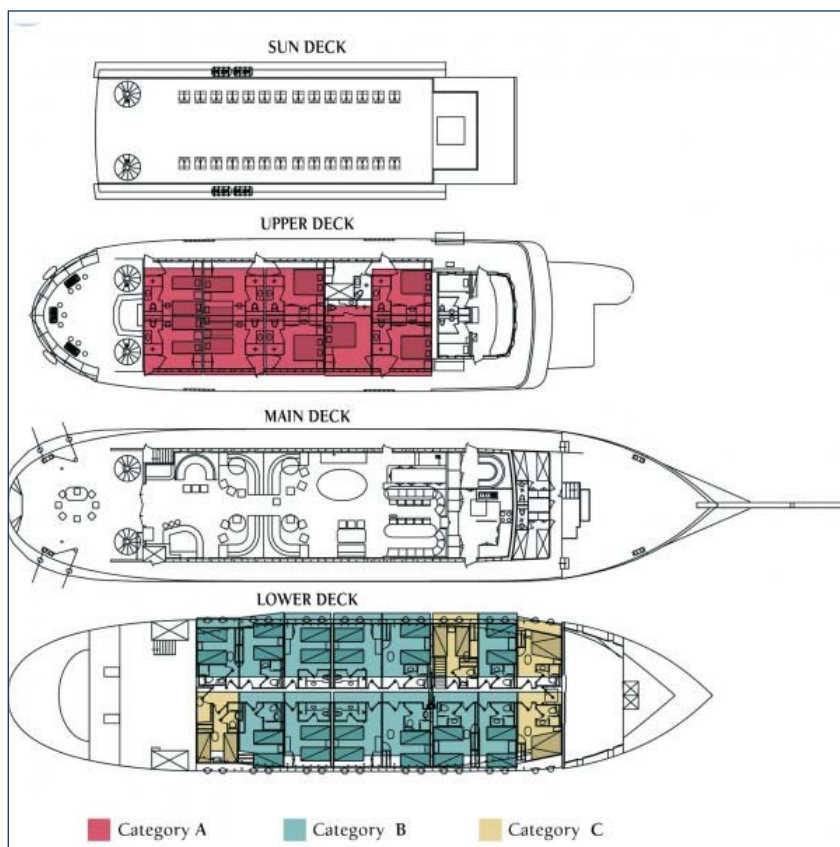 SUN DECK
UPPER DECK
MAIN DECK
LOWER DECK
Category A
Category B
Category C